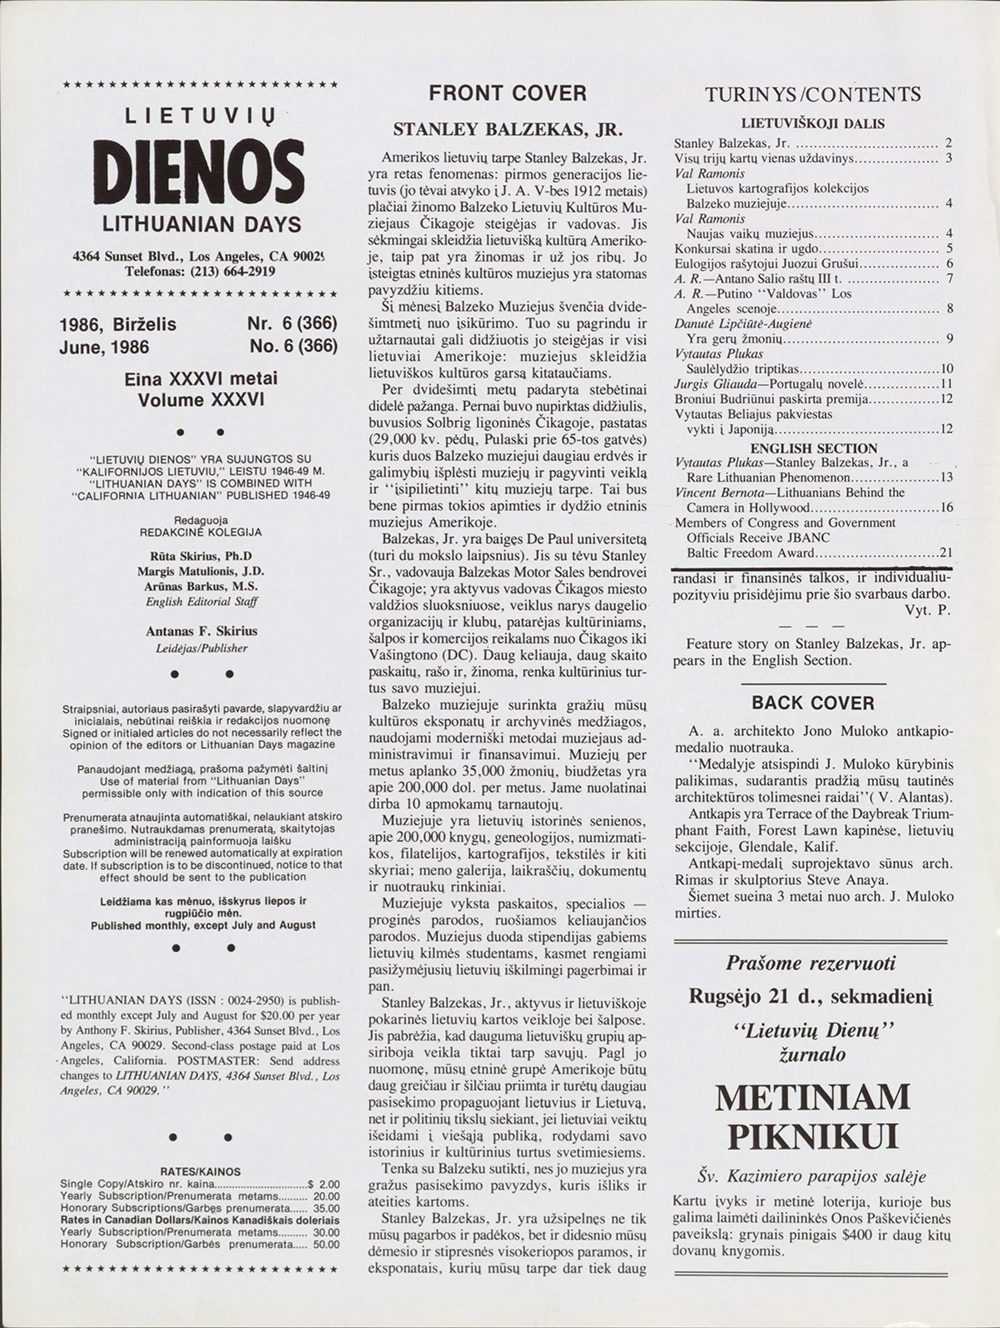 LIETUVIŲ
DIENOS
LITHUANIAN DAYS
4364 Sunset Blvd., Los Angeles, CA 90029
Telefonas: (213) 664-2919
1986, Birželis Nr. 6 (366)
June, 1986 No. 6 (366)
Eina XXXVI metai
Volume XXXVI
"LIETUVIŲ DIENOS" YRA SUJUNGTOS SU
"KALIFORNIJOS LIETUVIU," LEISTU 1946-49 M.
"LITHUANIAN DAYS" IS COMBINED WITH
"CALIFORNIA LITHUANIAN" PUBLISHED 1946-49
Redaguoja
REDAKCINĖ KOLEGIJA
Rūta Skirius, Ph.D
Margis Matulionis, J.D.
Arūnas Barkus, M.S.
English Editorial Staff
Antanas F. Skirius
Leidėjas/Publisher
Straipsniai, autoriaus pasirašyti pavarde, slapyvardžiu ar
inicialais, nebūtinai reiškia ir redakcijos nuomonę
Signed or initialed articles do not necessarily reflect the
opinion of the editors or Lithuanian Days magazine
Panaudojant medžiagą, prašoma pažymėti šaltinį
Use of material from "Lithuanian Days"
permissible only with indication of this source
Prenumerata atnaujinta automatiškai, nelaukiant atskiro
pranešimo. Nutraukdamas prenumeratą, skaitytojas
administraciją painformuoja laišku
Subscription will be renewed automatically at expiration
date. If subscription is to be discontinued, notice to that
effect should be sent to the publication
Leidžiama kas mėnuo, išskyrus liepos ir
rugpiūčio mėn.
Published monthly, except July and August
"LITHUANIAN DAYS (ISSN : 0024-2950) is publish-
ed monthly except July and August for $20.00 per year
by Anthony F. Skirius, Publisher, 4364 Sunset Blvd., Los
Angeles, CA 90029. Second-class postage paid at Los
Angeles, California. POSTMASTER: Send address
changes to LITHUANIAN DAYS, 4364 Sunset Blvd., Los
Angeles, CA 90029."
RATES/KAINOS
Single Copy/Atskiro nr. kaina..............................$ 2.00
Yearly Subscription/Prenumerata metams.......... 20.00
Honorary Subscriptions/Garbęs prenumerata...... 35.00
Rates in Canadian Dollars/Kainos Kanadiškais doleriais
Yearly Subscription/Prenumerata metams.......... 30.00
Honorary Subscription/Garbės prenumerata..... 50.00
FRONT COVER
STANLEY BALZEKAS, JR.
Amerikos lietuvių tarpe Stanley Balzekas, Jr.
yra retas fenomenas: pirmos generacijos lie-
tuvis (jo tėvai atvyko į J. A. V-bes 1912 metais)
plačiai žinomo Balzeko Lietuvių Kultūros Mu-
ziejaus Čikagoje steigėjas ir vadovas. Jis
sėkmingai skleidžia lietuvišką kultūrą Ameriko-
je, taip pat yra žinomas ir už jos ribų. Jo
įsteigtas etninės kultūros muziejus yra statomas
pavyzdžiu kitiems.
Šį mėnesį Balzeko Muziejus švenčia dvide-
šimtmetį nuo įsikūrimo. Tuo su pagrindu ir
užtarnautai gali didžiuotis jo steigėjas ir visi
lietuviai Amerikoje: muziejus skleidžia
lietuviškos kultūros garsą kitataučiams.
Per dvidešimtį metų padaryta stebėtinai
didelė pažanga. Pernai buvo nupirktas didžiulis,
buvusios Solbrig ligoninės Čikagoje, pastatas
(29,000 kv. pėdų, Pulaski prie 65-tos gatvės)
kuris duos Balzeko muziejui daugiau erdvės ir
galimybių išplėsti muziejų ir pagyvinti veiklą
ir "įsipilietinti" kitų muziejų tarpe. Tai bus
bene pirmas tokios apimties ir dydžio etninis
muziejus Amerikoje.
Balzekas, Jr. yra baigęs De Paul universitetą
(turi du mokslo laipsnius). Jis su tėvu Stanley
Sr., vadovauja Balzekas Motor Sales bendrovei
Čikagoje; yra aktyvus vadovas Čikagos miesto
valdžios sluoksniuose, veiklus narys daugelio
organizacijų ir klubų, patarėjas kultūriniams,
šalpos ir komercijos reikalams nuo Čikagos iki
Vašingtono (DC). Daug keliauja, daug skaito
paskaitų, rašo ir, žinoma, renka kultūrinius tur-
tus savo muziejui.
Balzeko muziejuje surinkta gražių mūsų
kultūros eksponatų ir archyvinės medžiagos,
naudojami moderniški metodai muziejaus ad-
ministravimui ir finansavimui. Muziejų per
metus aplanko 35,000 žmonių, biudžetas yra
apie 200,000 dol. per metus. Jame nuolatinai
dirba 10 apmokamų tarnautojų.
Muziejuje yra lietuvių istorinės senienos,
apie 200,000 knygų, geneologijos, numizmati-
kos, filatelijos, kartografijos, tekstilės ir kiti
skyriai; meno galerija, laikraščių, dokumentų
ir nuotraukų rinkiniai.
Muziejuje vyksta paskaitos, specialios —
proginės parodos, ruošiamos keliaujančios
parodos. Muziejus duoda stipendijas gabiems
lietuvių kilmės studentams, kasmet rengiami
pasižymėjusių lietuvių iškilmingi pagerbimai ir
pan.
Stanley Balzekas, Jr., aktyvus ir lietuviškoje
pokarinės lietuvių kartos veikloje bei šalpose.
Jis pabrėžia, kad dauguma lietuviškų grupių ap-
siriboja veikla tiktai tarp savųjų. Pagl jo
nuomonę, mūsų etninė grupė Amerikoje būtų
daug greičiau ir šilčiau priimta ir turėtų daugiau
pasisekimo propaguojant lietuvius ir Lietuvą,
net ir politinių tikslų siekiant, jei lietuviai veiktų
išeidami į viešąją publiką, rodydami savo
istorinius ir kultūrinius turtus svetimiesiems.
Tenka su Balzeku sutikti, nes jo muziejus yra
gražus pasisekimo pavyzdys, kuris išliks ir
ateities kartoms.
Stanley Balzekas, Jr. yra užsipelnęs ne tik
mūsų pagarbos ir padėkos, bet ir didesnio mūsų
dėmesio ir stipresnės visokeriopos paramos, ir
eksponatais, kurių mūsų tarpe dar tiek daug
TURINYS/CONTENTS
LIETUVIŠKOJI DALIS
Stanley Balzekas, Jr. ................................. 2
Visų trijų kartų vienas uždavinys................... 3
Val Ramonis
Lietuvos kartografijos kolekcijos
Balzeko muziejuje.................................. 4
Val Ramonis
Naujas vaikų muziejus............................ 4
Konkursai skatina ir ugdo........................... 5
Eulogijos rašytojui Juozui Grušui.................. 6
A. R.—Antano Salio raštų III t. ..................... 7
A. R.—Putino "Valdovas" Los
Angeles scenoje.................................... 8
Danutė Lipčiūtė-Augienė
Yra gerų žmonių................................... 9
Vytautas Plukas
Saulėlydžio triptikas...............................10
Jurgis Gliauda—Portugalų novelė.................11
Broniui Budriūnui paskirta premija...............12
Vytautas Beliajus pakviestas
vykti į Japoniją.....................................12
ENGLISH SECTION
Vytautas Plukas—Stanley Balzekas, Jr., a
Rare Lithuanian Phenomenon....................13
Vincent Bernota—Lithuanians Behind the
Camera in Hollywood.............................16
Members of Congress and Government
Officials Receive JBANC
Baltic Freedom Award............................21
randasi ir finansinės talkos, ir individualiu-
pozityviu prisidėjimu prie šio svarbaus darbo.
Vyt. P.
— — —
Feature story on Stanley Balzekas, Jr. ap-
pears in the English Section.
BACK COVER
A. a. architekto Jono Muloko antkapio-
medalio nuotrauka.
"Medalyje atsispindi J. Muloko kūrybinis
palikimas, sudarantis pradžią mūsų tautinės
architektūros tolimesnei raidai"( V. Alantas).
Antkapis yra Terrace of the Daybreak Trium-
phant Faith, Forest Lawn kapinėse, lietuvių
sekcijoje, Glendale, Kalif.
Antkapį-medalį suprojektavo sūnus arch.
Rimas ir skulptorius Steve Anaya.
Šiemet sueina 3 metai nuo arch. J. Muloko
mirties.
Prašome rezervuoti
Rugsėjo 21 d., sekmadienį
"Lietuvių Dienų"
žurnalo
METINIAM
PIKNIKUI
Šv. Kazimiero parapijos salėje
Kartu įvyks ir metinė loterija, kurioje bus
galima laimėti dailininkės Onos Paškevičienės
paveikslą: grynais pinigais $400 ir daug kitų
dovanų knygomis.